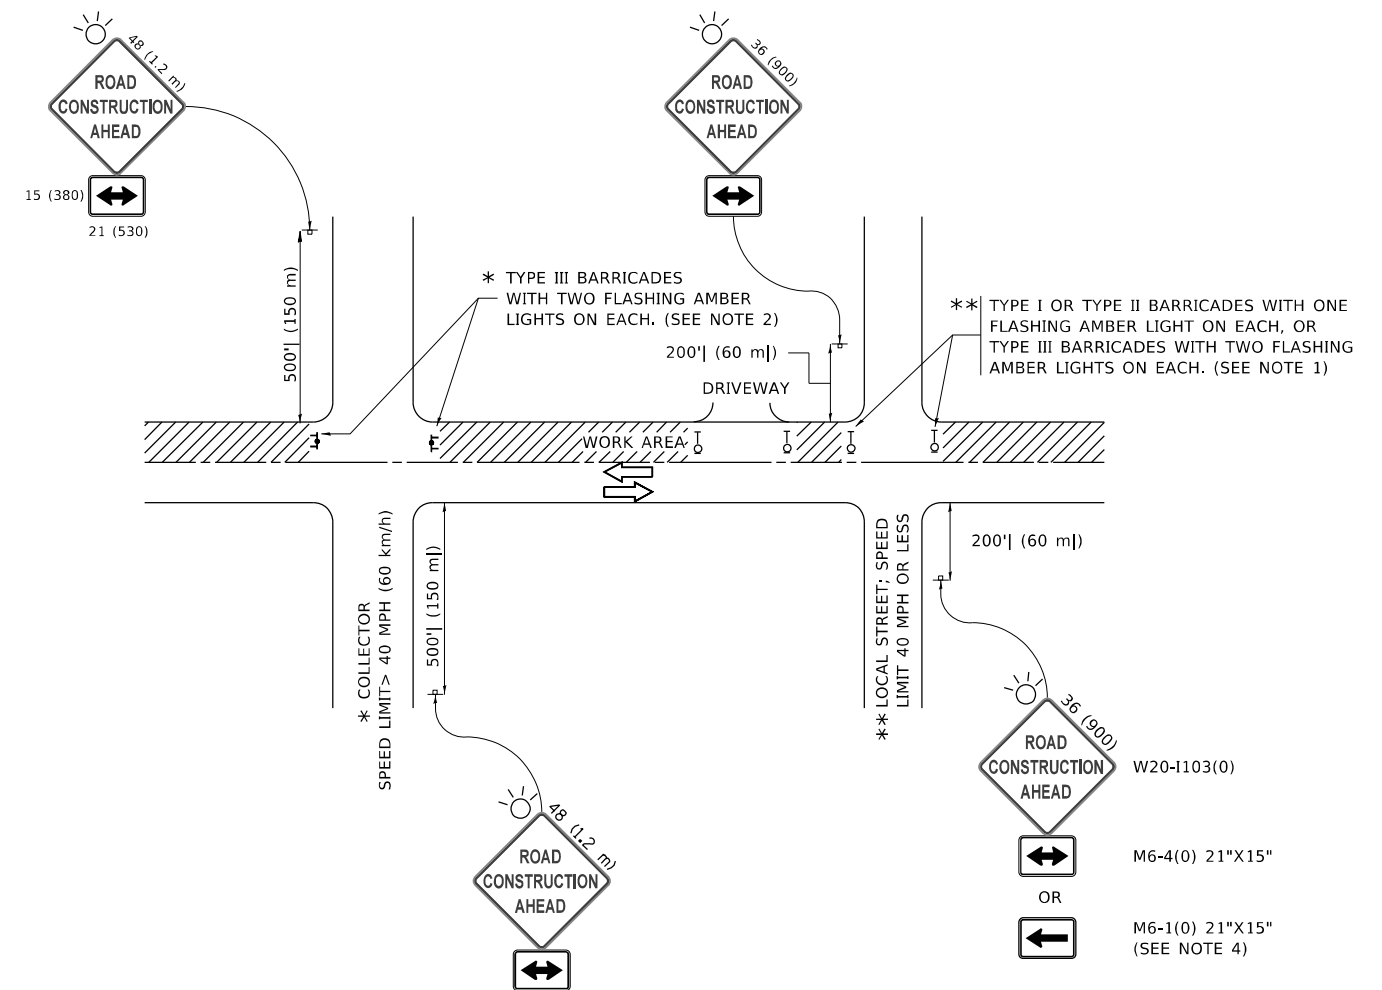 48 (1.2 m)
ROAD
CONSTRUCTION
AHEAD
15 (380)
21 (530)
36 (900)
ROAD
CONSTRUCTION
AHEAD
500'| (150 m)
* TYPE III BARRICADES
WITH TWO FLASHING AMBER
LIGHTS ON EACH. (SEE NOTE 2)
200'| (60 m|)
DRIVEWAY
** TYPE I OR TYPE II BARRICADES WITH ONE
FLASHING AMBER LIGHT ON EACH, OR
TYPE III BARRICADES WITH TWO FLASHING
AMBER LIGHTS ON EACH. (SEE NOTE 1)
WORK AREA
* COLLECTOR
SPEED LIMIT> 40 MPH (60 km/h)
500'| (150 m|)
** LOCAL STREET; SPEED
LIMIT 40 MPH OR LESS
200'| (60 m|)
48 (1.2 m)
ROAD
CONSTRUCTION
AHEAD
36 (900)
ROAD
CONSTRUCTION
AHEAD
W20-I103(0)
M6-4(0) 21"X15"
OR
M6-1(0) 21"X15"
(SEE NOTE 4)